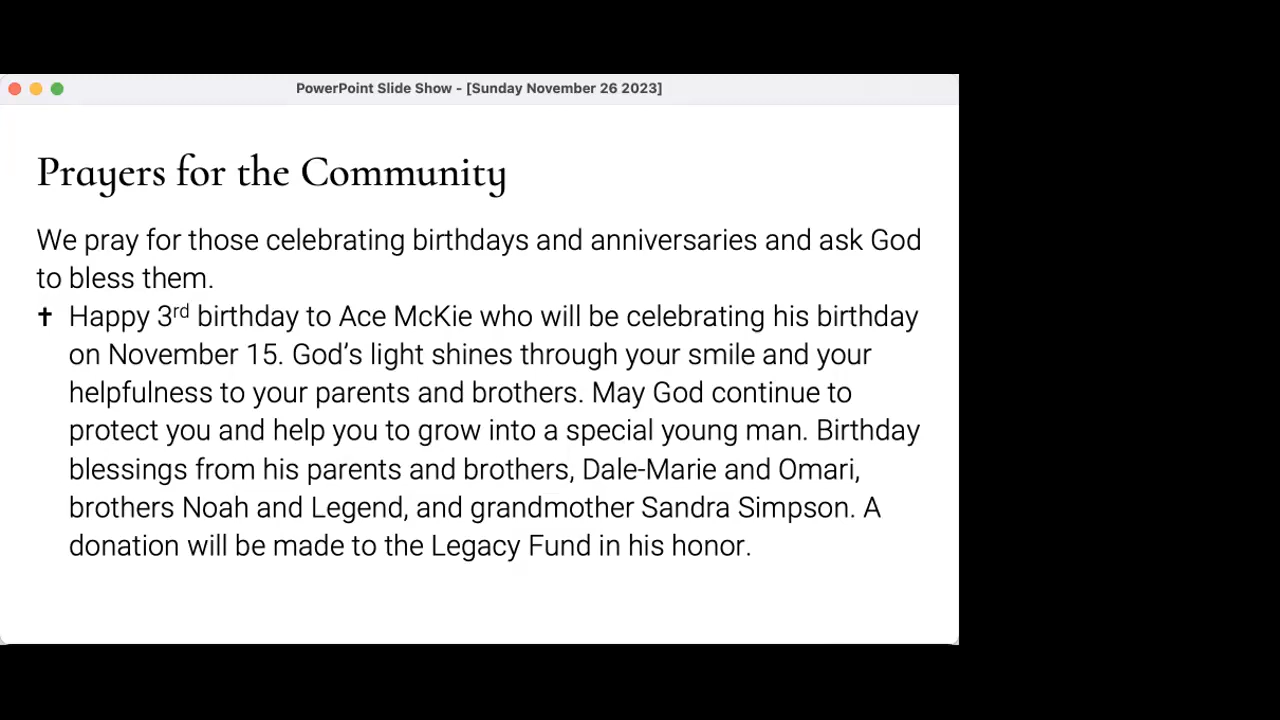 PowerPoint Slide Show - [Sunday November 26 2023]
Prayers for the Community
We pray for those celebrating birthdays and anniversaries and ask God
to bless them.
✝ Happy 3rd birthday to Ace McKie who will be celebrating his birthday
on November 15. God’s light shines through your smile and your
helpfulness to your parents and brothers. May God continue to
protect you and help you to grow into a special young man. Birthday
blessings from his parents and brothers, Dale-Marie and Omari,
brothers Noah and Legend, and grandmother Sandra Simpson. A
donation will be made to the Legacy Fund in his honor.